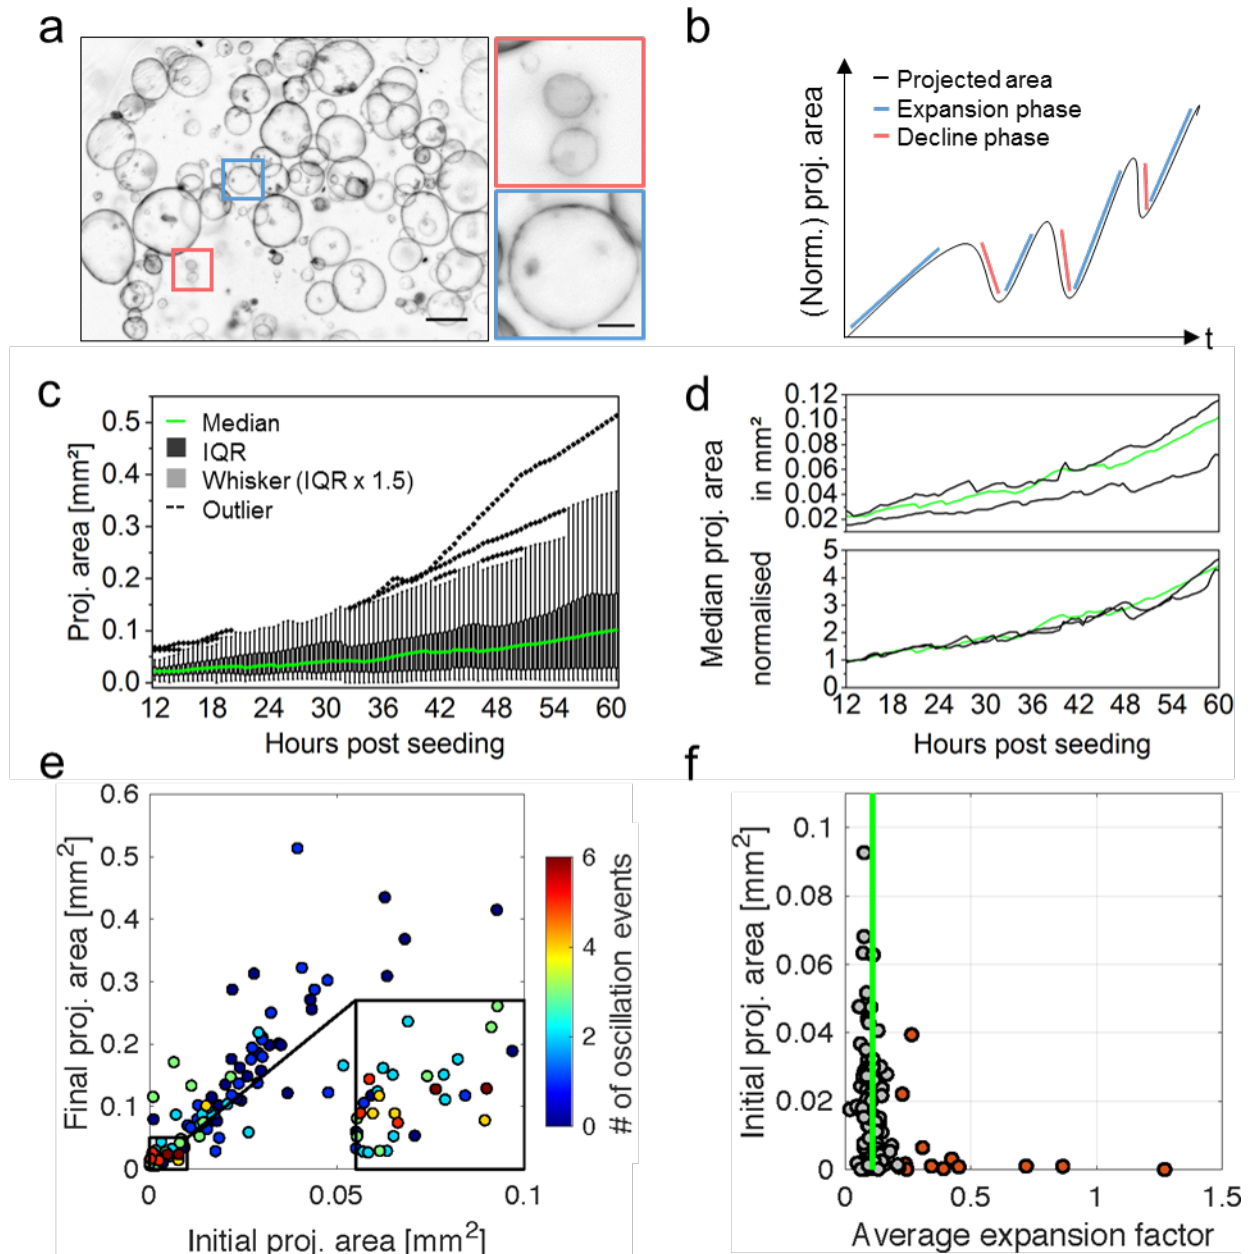 a
b
(Norm.) proj. area
Projected area
Expansion phase
Decline phase
t
c
Proj. area [mm²]
0.5
0.3
0.2
0.1
0.0
Median
IQR
Whisker (IQR x 1.5)
Outlier
12 18 24 30 36 42 48 54 60
Hours post seeding
d
Median proj. area
in mm²
normalised
0.12
0.10
0.08
0.06
0.04
0.02
5
4
3
2
1
0
12 24 30 36 42 48 60
Hours post seeding
e
Final proj. area [mm²]
0.6
0.5
0.4
0.3
0.2
0.1
0
0 0.05 0.1
Initial proj. area [mm²]
6
4
2
0
# of oscillation events
f
Initial proj. area [mm²]
0.1
0.08
0.06
0.04
0.02
0
0 0.5 1 1.5
Average expansion factor